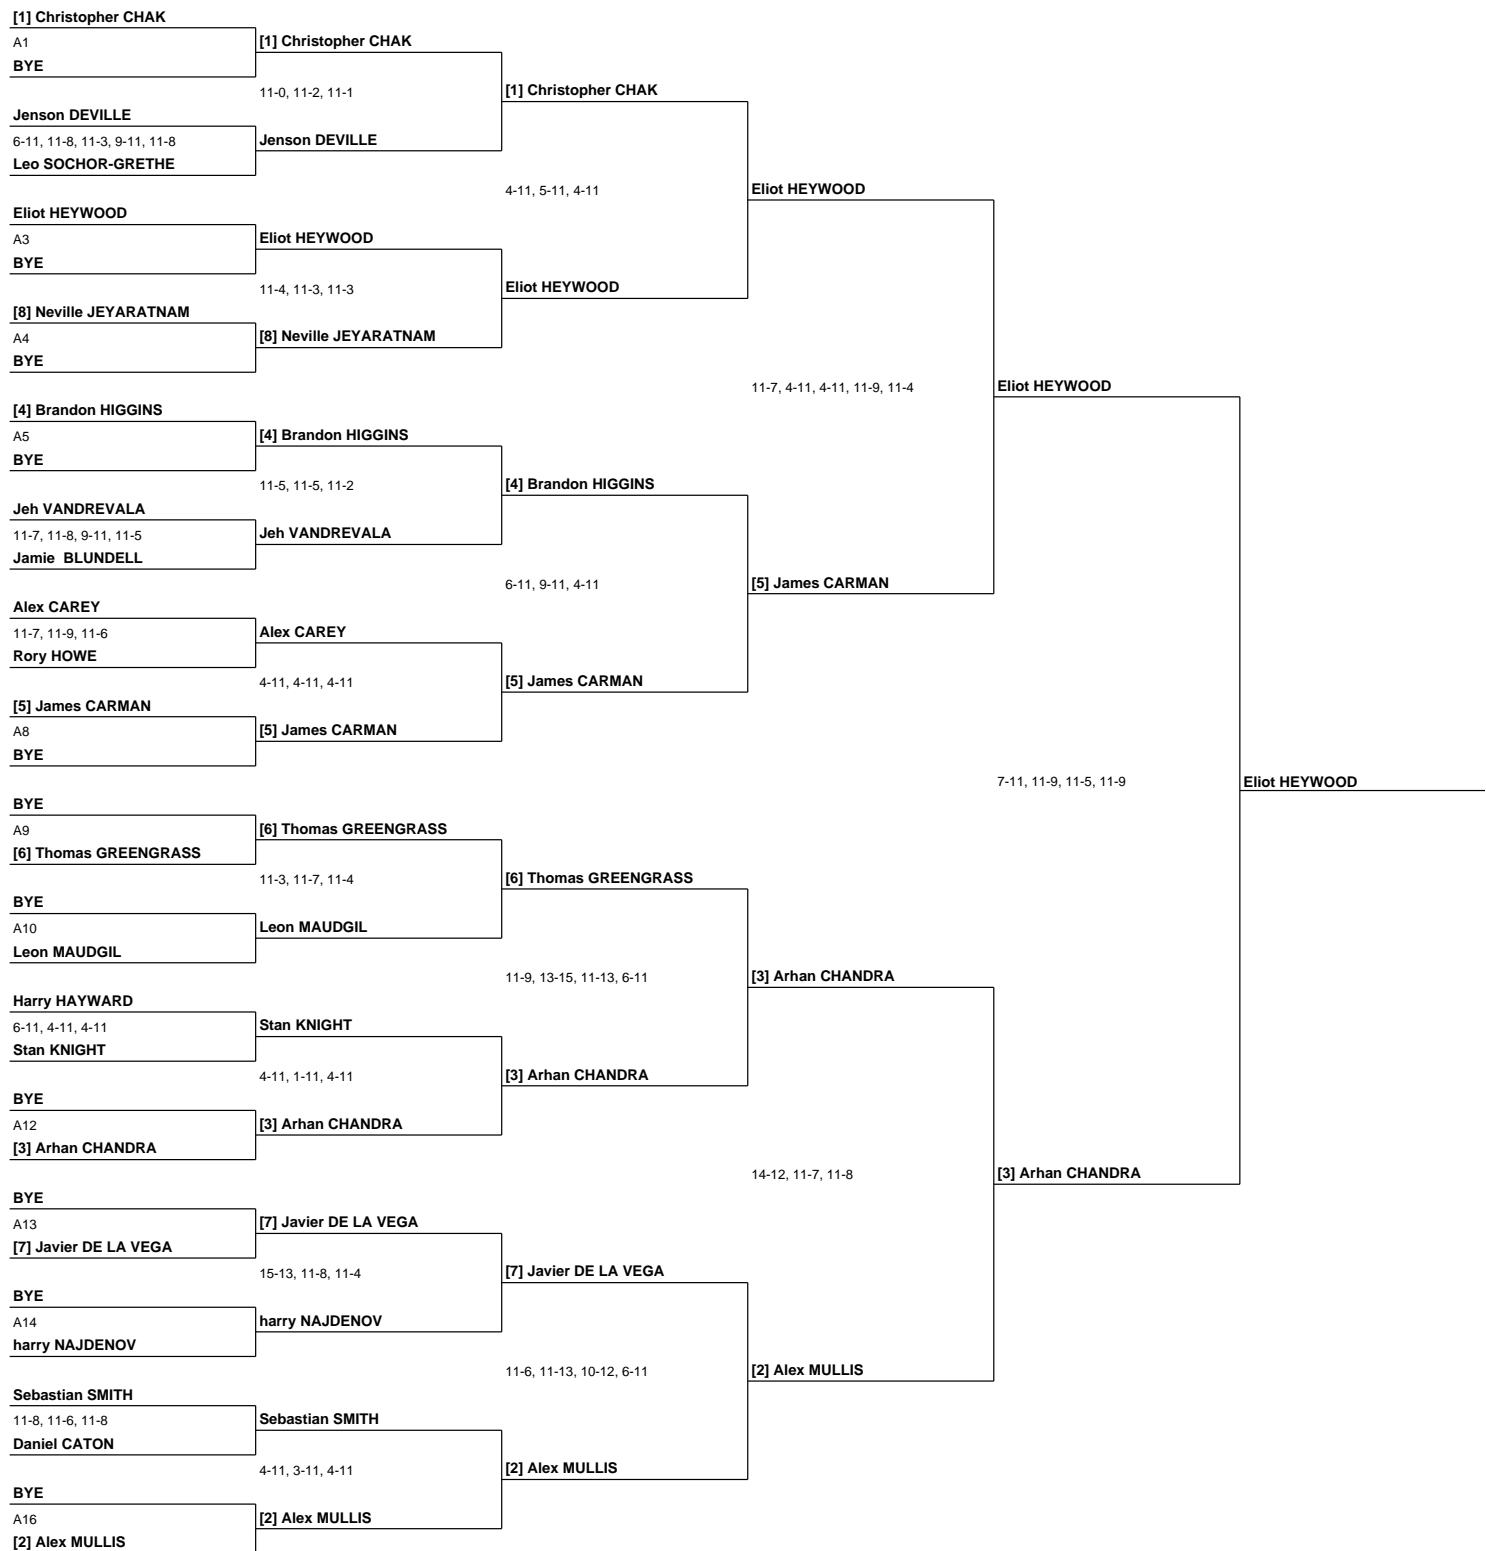 [1] Christopher CHAK
A1
BYE
Jenson DEVILLE
6-11, 11-8, 11-3, 9-11, 11-8
Leo SOCHOR-GRETHE
Eliot HEYWOOD
A3
BYE
[8] Neville JEYARATNAM
A4
BYE
[4] Brandon HIGGINS
A5
BYE
Jeh VANDREVALA
11-7, 11-8, 9-11, 11-5
Jamie  BLUNDELL
Alex CAREY
11-7, 11-9, 11-6
Rory HOWE
[5] James CARMAN
A8
BYE
BYE
A9
[6] Thomas GREENGRASS
BYE
A10
Leon MAUDGIL
Harry HAYWARD
6-11, 4-11, 4-11
Stan KNIGHT
BYE
A12
[3] Arhan CHANDRA
BYE
A13
[7] Javier DE LA VEGA
BYE
A14
harry NAJDENOV
Sebastian SMITH
11-8, 11-6, 11-8
Daniel CATON
BYE
A16
[2] Alex MULLIS
[1] Christopher CHAK
11-0, 11-2, 11-1
Jenson DEVILLE
Eliot HEYWOOD
11-4, 11-3, 11-3
[8] Neville JEYARATNAM
[4] Brandon HIGGINS
11-5, 11-5, 11-2
Jeh VANDREVALA
Alex CAREY
4-11, 4-11, 4-11
[5] James CARMAN
[6] Thomas GREENGRASS
11-3, 11-7, 11-4
Leon MAUDGIL
Stan KNIGHT
4-11, 1-11, 4-11
[3] Arhan CHANDRA
[7] Javier DE LA VEGA
15-13, 11-8, 11-4
harry NAJDENOV
Sebastian SMITH
4-11, 3-11, 4-11
[2] Alex MULLIS
[1] Christopher CHAK
4-11, 5-11, 4-11
Eliot HEYWOOD
[4] Brandon HIGGINS
6-11, 9-11, 4-11
[5] James CARMAN
[6] Thomas GREENGRASS
11-9, 13-15, 11-13, 6-11
[3] Arhan CHANDRA
[7] Javier DE LA VEGA
11-6, 11-13, 10-12, 6-11
[2] Alex MULLIS
Eliot HEYWOOD
11-7, 4-11, 4-11, 11-9, 11-4
[5] James CARMAN
[3] Arhan CHANDRA
14-12, 11-7, 11-8
[2] Alex MULLIS
Eliot HEYWOOD
7-11, 11-9, 11-5, 11-9
[3] Arhan CHANDRA
Eliot HEYWOOD